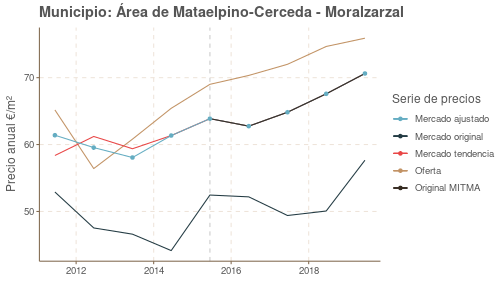 Municipio: Área de Mataelpino-Cerceda - Moralzarzal
Precio anual €/m²
70
60
50
2012
2014
2016
2018
Serie de precios
Mercado ajustado
Mercado original
Mercado tendencia
Oferta
Original MITMA